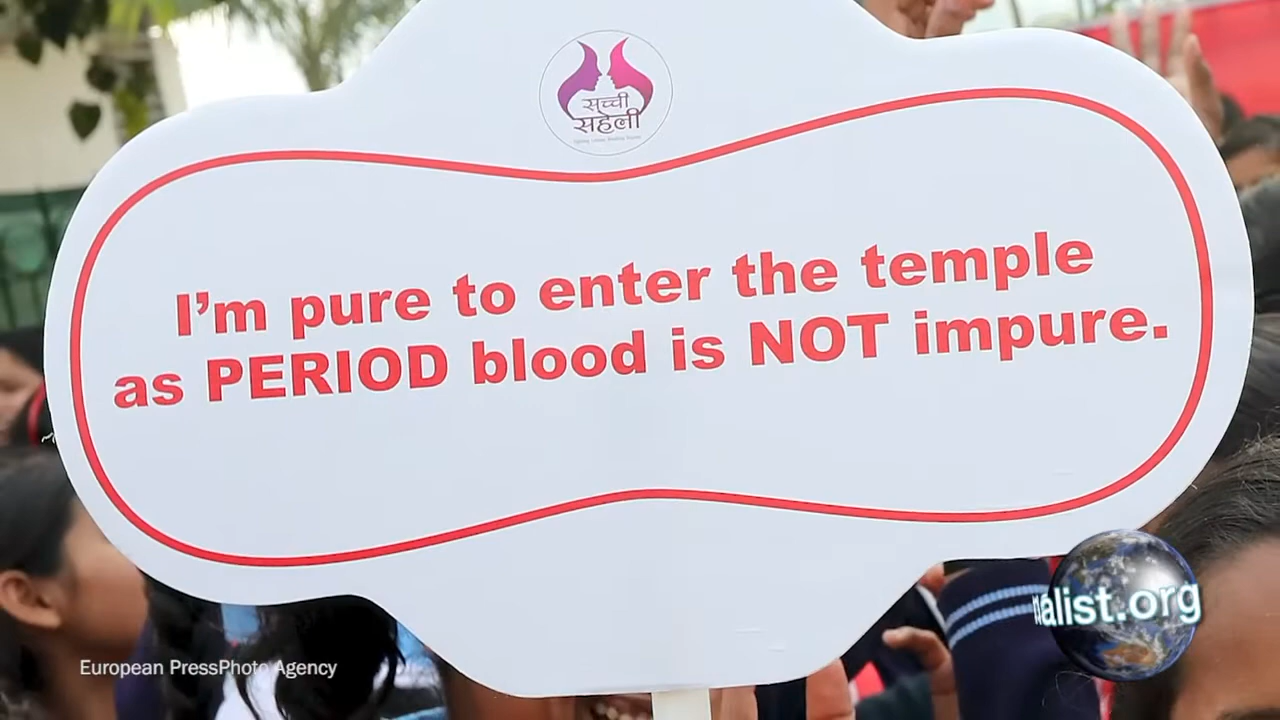 सच्ची
सहेली
I'm pure to enter the temple
as PERIOD blood is NOT impure.
alist.org
European PressPhoto Agency